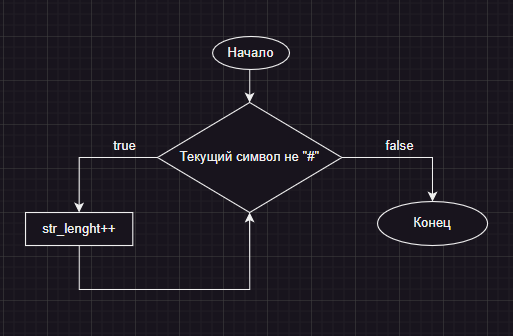 Начало
Текущий символ не "#"
true
false
str_lenght++
Конец